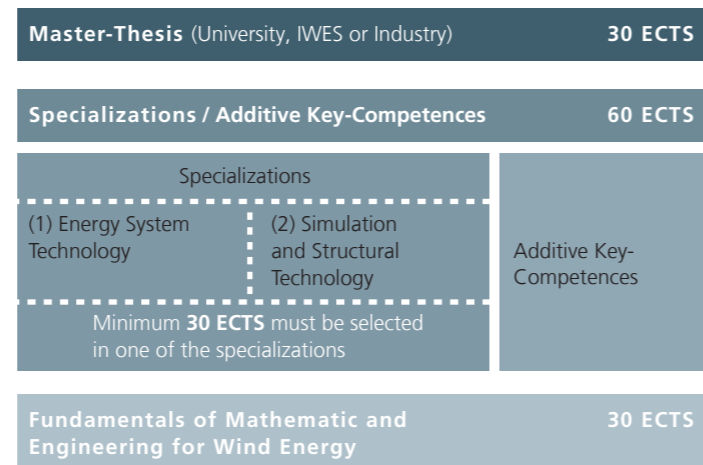 Master-Thesis (University, IWES or Industry) 30 ECTS
Specializations / Additive Key-Competences 60 ECTS
Specializations
(1) Energy System
Technology
(2) Simulation
and Structural
Technology
Minimum 30 ECTS must be selected
in one of the specializations
Additive Key-
Competences
Fundamentals of Mathematic and 30 ECTS
Engineering for Wind Energy